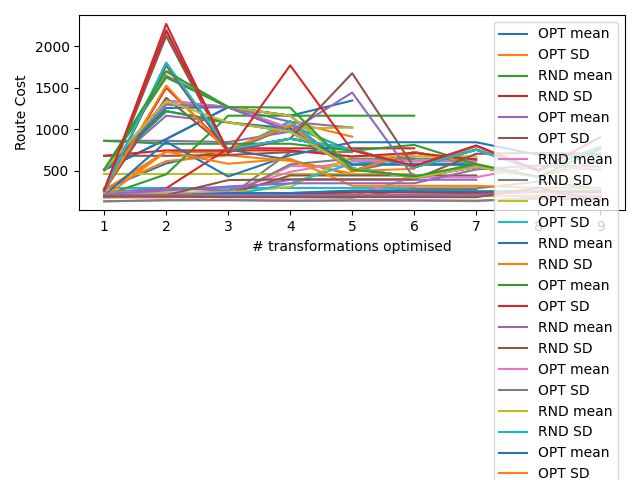 Route Cost
2000
1500
1000
500
1 2 3 4 5 6 7 8 9
# transformations optimised
OPT mean
OPT SD
RND mean
OPT mean
OPT SD
RND mean
RND SD
OPT mean
OPT SD
RND mean
RND SD
OPT mean
OPT SD
RND mean
RND SD
OPT mean
OPT SD
RND mean
RND SD
OPT mean
OPT SD